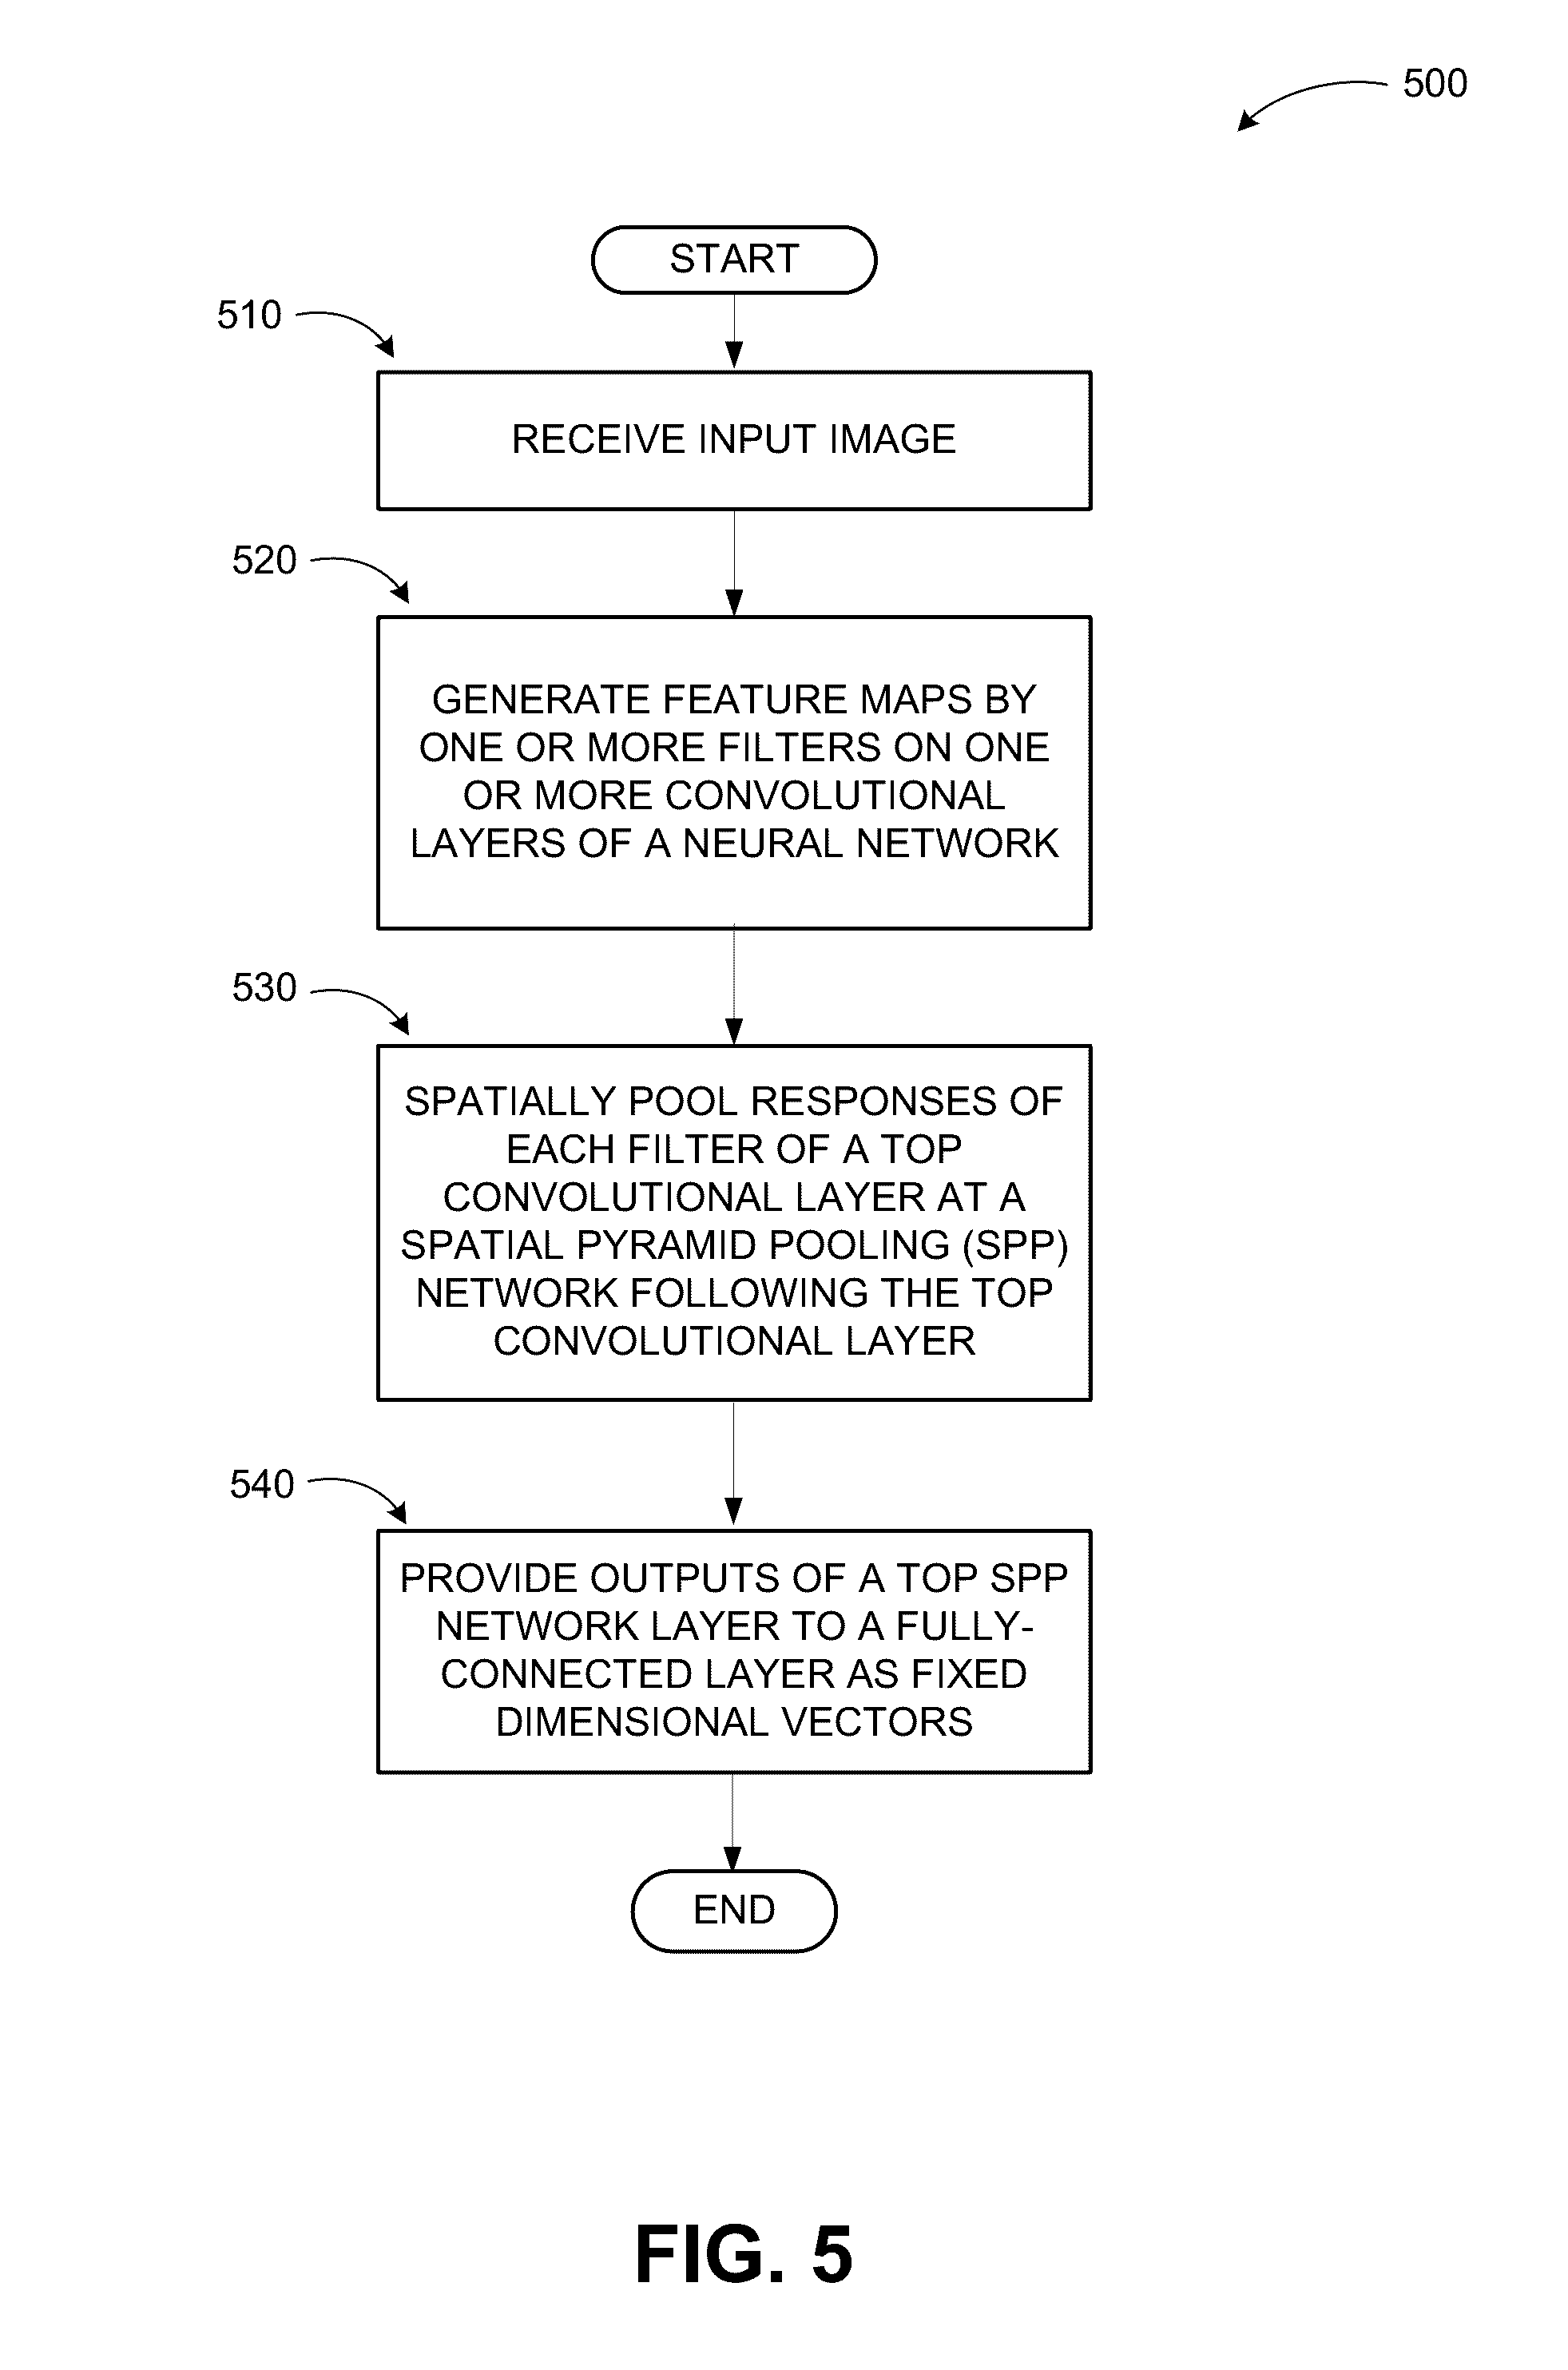 500
START
510
RECEIVE INPUT IMAGE
520
GENERATE FEATURE MAPS BY
ONE OR MORE FILTERS ON ONE
OR MORE CONVOLUTIONAL
LAYERS OF A NEURAL NETWORK
530
SPATIALLY POOL RESPONSES OF
EACH FILTER OF A TOP
CONVOLUTIONAL LAYER AT A
SPATIAL PYRAMID POOLING (SPP)
NETWORK FOLLOWING THE TOP
CONVOLUTIONAL LAYER
540
PROVIDE OUTPUTS OF A TOP SPP
NETWORK LAYER TO A FULLY-
CONNECTED LAYER AS FIXED
DIMENSIONAL VECTORS
END
FIG. 5